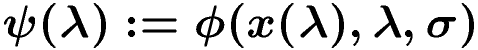 ψ(λ) := ϕ(x(λ), λ, σ)